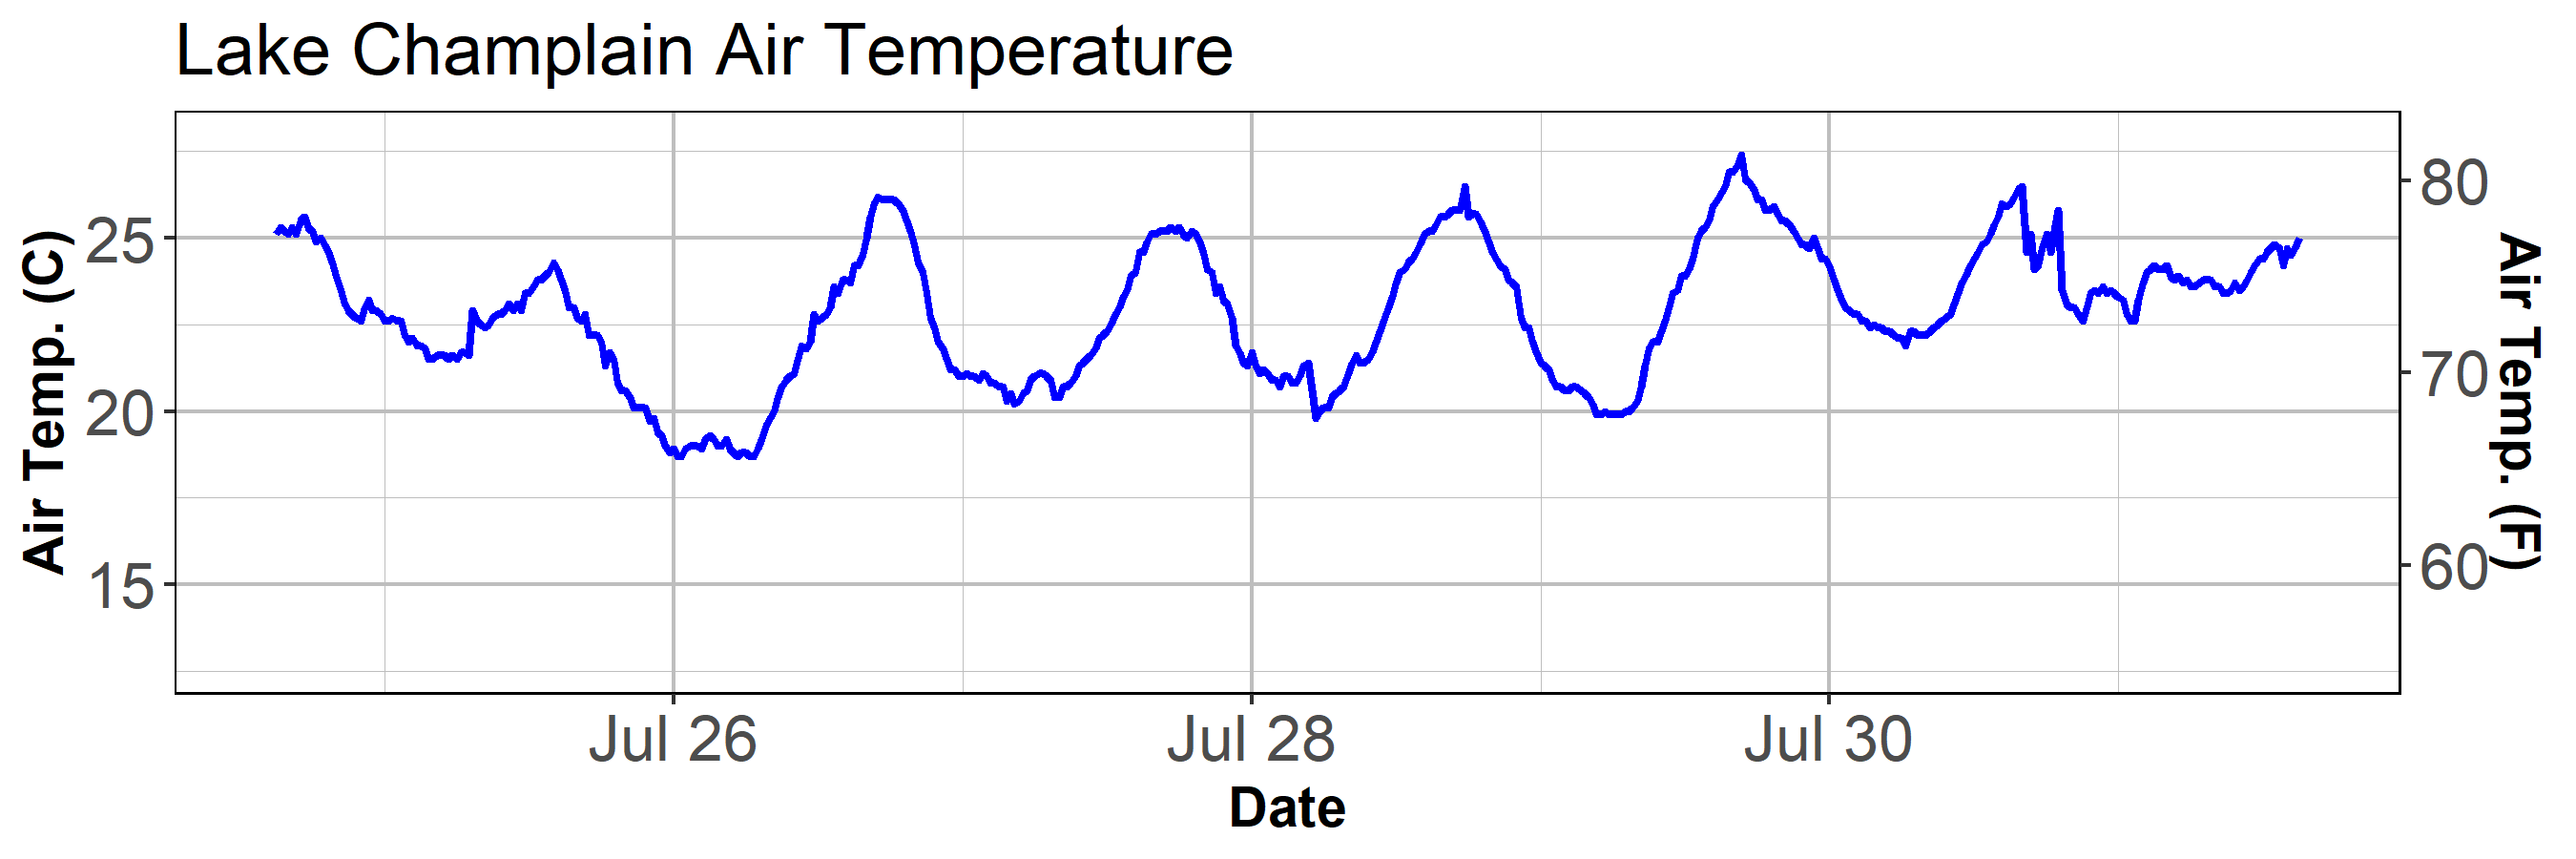 Lake Champlain Air Temperature
Air Temp. (C)
25
20
15
80
70
60
Air Temp. (F)
Jul 26
Jul 28
Jul 30
Date